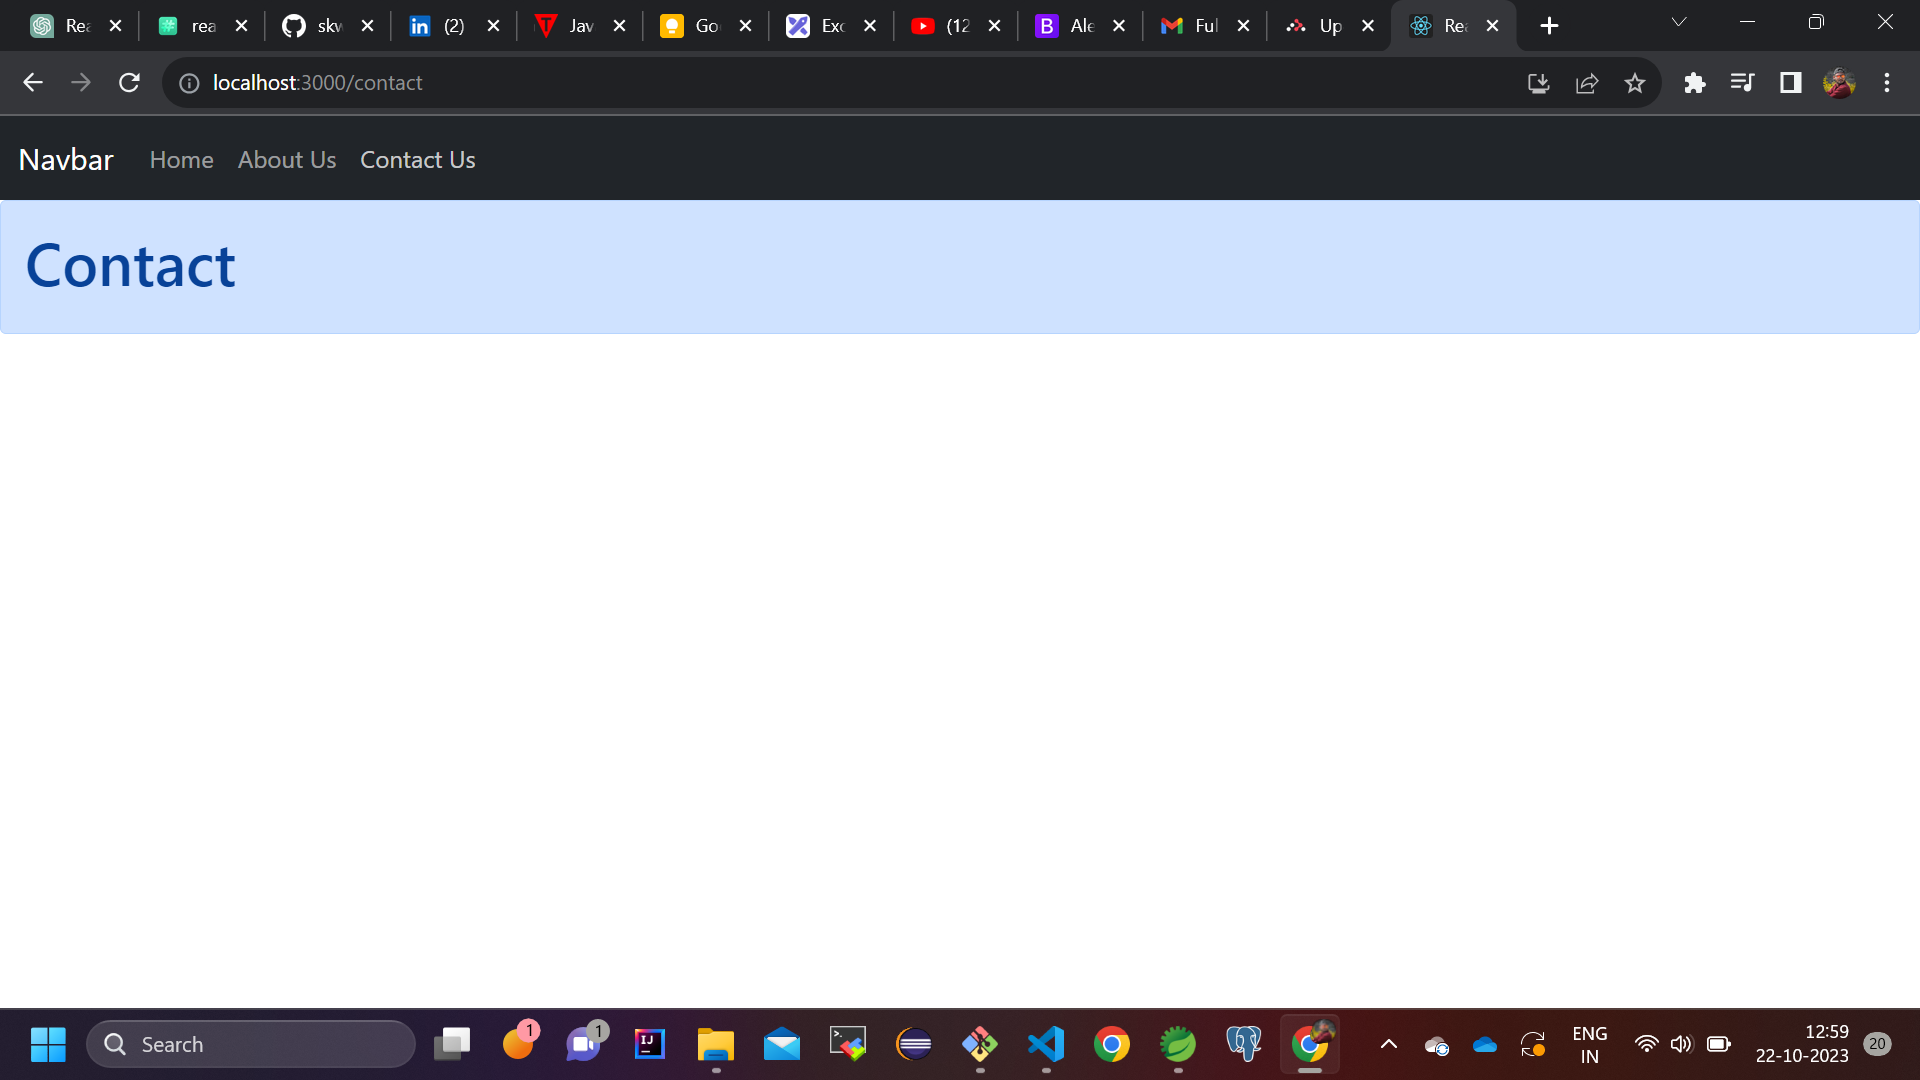 Rea
rea
skw
(2)
Jav
Go
Exc
(12
Ale
Ful
Up
Rea
localhost:3000/contact
Navbar Home About Us Contact Us
Contact
Search
1
1
ENG
IN
12:59
22-10-2023
20